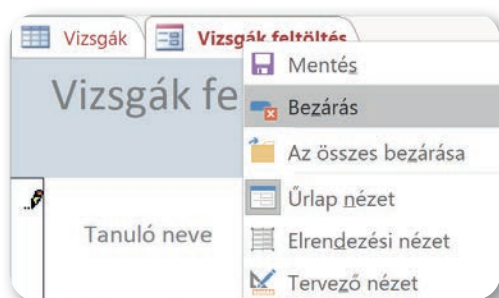 Vizsgák
Vizsgák feltöltés
Vizsgák fe
Mentés
Bezárás
Az összes bezárása
Űrlap nézet
Tanuló neve
Elrendezési nézet
Tervező nézet